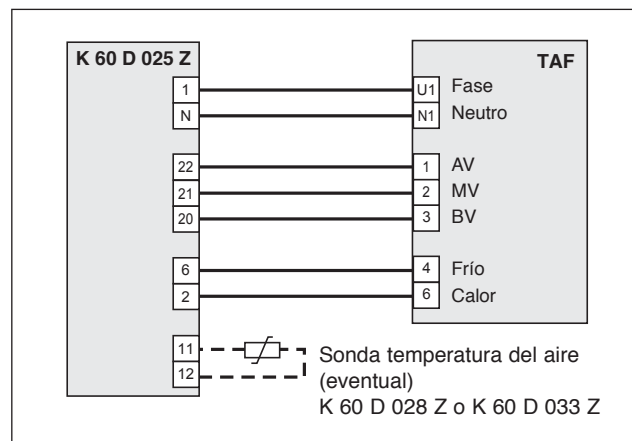 K 60 D 025 Z
TAF
1
U1 Fase
N
N1 Neutro
22
1 AV
21
2 MV
20
3 BV
6
4 Frío
2
6 Calor
11
12
Sonda temperatura del aire
(eventual)
K 60 D 028 Z o K 60 D 033 Z